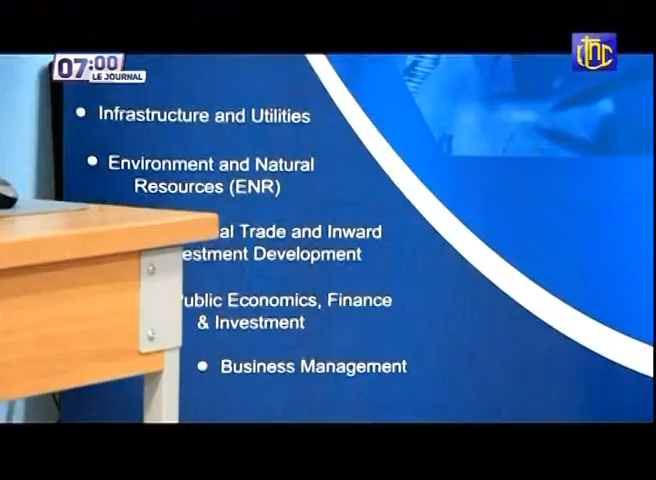 07:00
LE JOURNAL
Infrastructure and Utilities
Environment and Natural
Resources (ENR)
al Trade and Inward
estment Development
ublic Economics, Finance
& Investment
Business Management